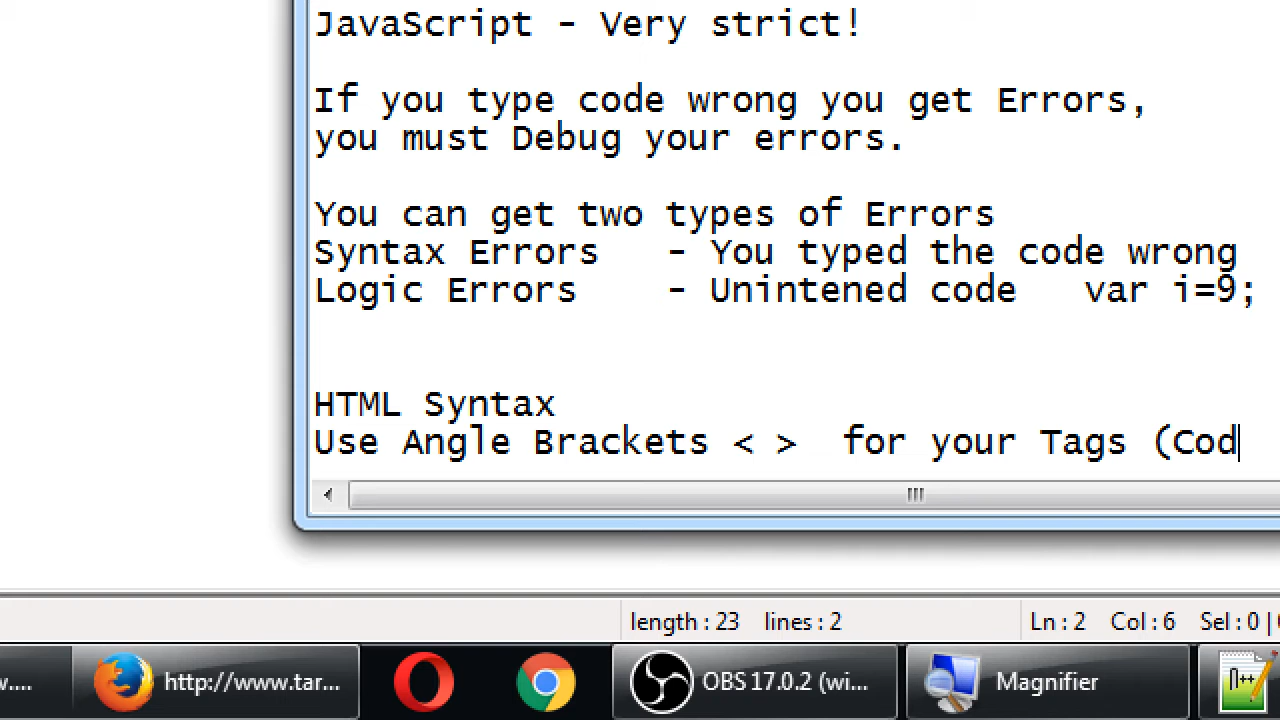 JavaScript - Very strict!
If you type code wrong you get Errors,
you must Debug your errors.
You can get two types of Errors
Syntax Errors - You typed the code wrong
Logic Errors - Unintened code var i=9;
HTML Syntax
Use Angle Brackets < > for your Tags (Cod
length : 23 lines : 2 Ln : 2 Col : 6 Sel : 0 |
w.... http://www.tar... OBS 17.0.2 (wi... Magnifier N++